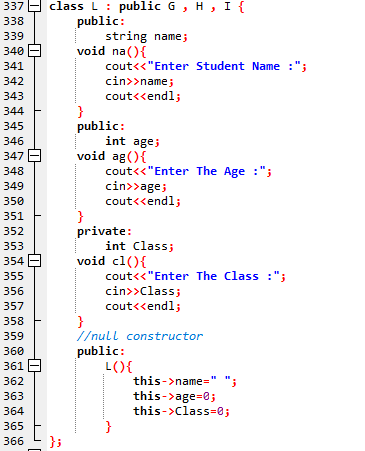 337 class L : public G , H , I {
338 public:
339 string name;
340 void na(){
341 cout<<"Enter Student Name :";
342 cin>>name;
343 cout<<endl;
344 }
345 public:
346 int age;
347 void ag(){
348 cout<<"Enter The Age :";
349 cin>>age;
350 cout<<endl;
351 }
352 private:
353 int Class;
354 void cl(){
355 cout<<"Enter The Class :";
356 cin>>Class;
357 cout<<endl;
358 }
359 //null constructor
360 public:
361 L(){
362 this->name=" ";
363 this->age=0;
364 this->Class=0;
365 }
366 };